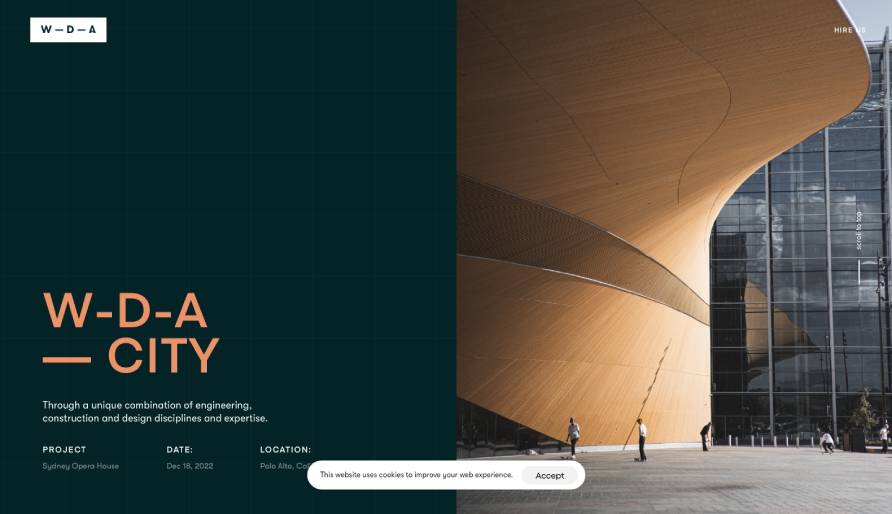 W — D — A
HIRE US
scroll to top
W-D-A
— CITY
Through a unique combination of engineering,
construction and design disciplines and expertise.
PROJECT
DATE:
LOCATION:
Sydney Opera House
Dec 18, 2022
Palo Alto,
This website uses cookies to improve your web experience.
Accept